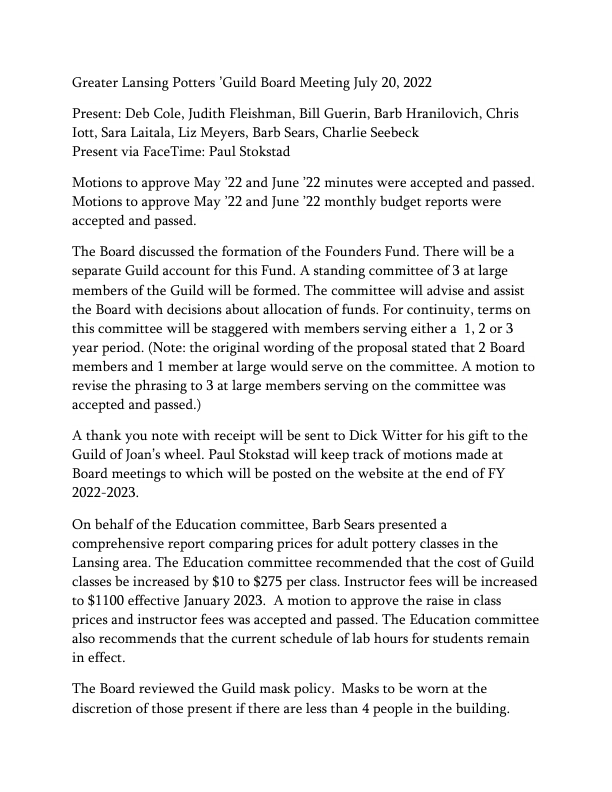 Greater Lansing Potters ’Guild Board Meeting July 20, 2022
Present: Deb Cole, Judith Fleishman, Bill Guerin, Barb Hranilovich, Chris
Iott, Sara Laitala, Liz Meyers, Barb Sears, Charlie Seebeck
Present via FaceTime: Paul Stokstad
Motions to approve May ’22 and June ’22 minutes were accepted and passed.
Motions to approve May ’22 and June ’22 monthly budget reports were
accepted and passed.
The Board discussed the formation of the Founders Fund. There will be a
separate Guild account for this Fund. A standing committee of 3 at large
members of the Guild will be formed. The committee will advise and assist
the Board with decisions about allocation of funds. For continuity, terms on
this committee will be staggered with members serving either a  1, 2 or 3
year period. (Note: the original wording of the proposal stated that 2 Board
members and 1 member at large would serve on the committee. A motion to
revise the phrasing to 3 at large members serving on the committee was
accepted and passed.)
A thank you note with receipt will be sent to Dick Witter for his gift to the
Guild of Joan’s wheel. Paul Stokstad will keep track of motions made at
Board meetings to which will be posted on the website at the end of FY
2022-2023.
On behalf of the Education committee, Barb Sears presented a
comprehensive report comparing prices for adult pottery classes in the
Lansing area. The Education committee recommended that the cost of Guild
classes be increased by $10 to $275 per class. Instructor fees will be increased
to $1100 effective January 2023.  A motion to approve the raise in class
prices and instructor fees was accepted and passed. The Education committee
also recommends that the current schedule of lab hours for students remain
in effect.
The Board reviewed the Guild mask policy.  Masks to be worn at the
discretion of those present if there are less than 4 people in the building.